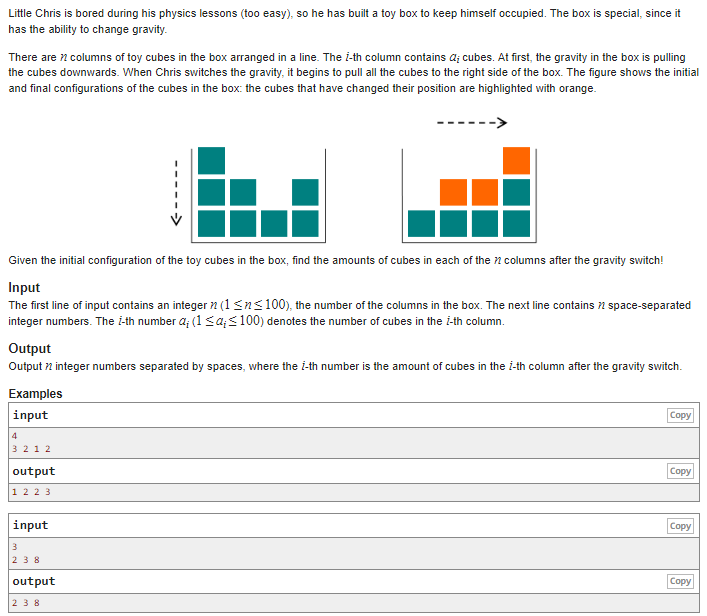 Little Chris is bored during his physics lessons (too easy), so he has built a toy box to keep himself occupied. The box is special, since it
has the ability to change gravity.
There are n columns of toy cubes in the box arranged in a line. The i-th column contains aᵢ cubes. At first, the gravity in the box is pulling
the cubes downwards. When Chris switches the gravity, it begins to pull all the cubes to the right side of the box. The figure shows the initial
and final configurations of the cubes in the box: the cubes that have changed their position are highlighted with orange.
Given the initial configuration of the toy cubes in the box, find the amounts of cubes in each of the n columns after the gravity switch!
Input
The first line of input contains an integer n (1 ≤ n ≤ 100), the number of the columns in the box. The next line contains n space-separated
integer numbers. The i-th number aᵢ (1 ≤ aᵢ ≤ 100) denotes the number of cubes in the i-th column.
Output
Output n integer numbers separated by spaces, where the i-th number is the amount of cubes in the i-th column after the gravity switch.
Examples
input Copy
4
3 2 1 2
output Copy
1 2 2 3
input Copy
3
2 3 8
output Copy
2 3 8